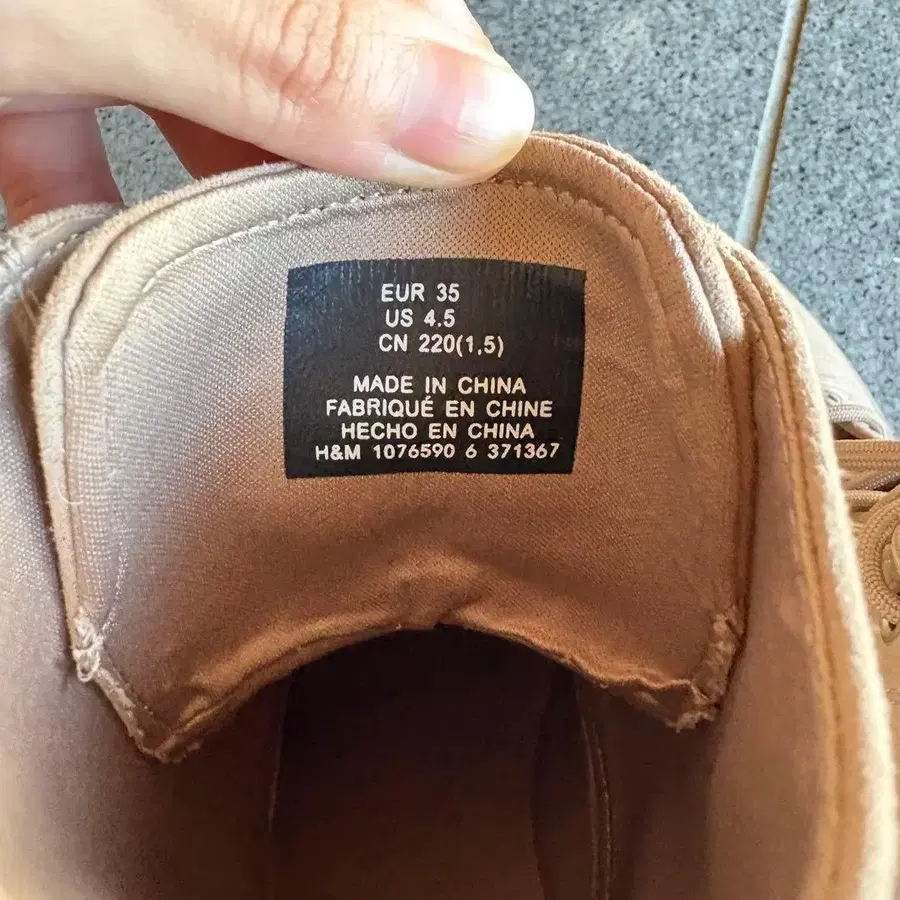 EUR 35
US 4.5
CN 220(1,5)
MADE IN CHINA
FABRIQUÉ EN CHINE
HECHO EN CHINA
H&M 1076590 6 371367